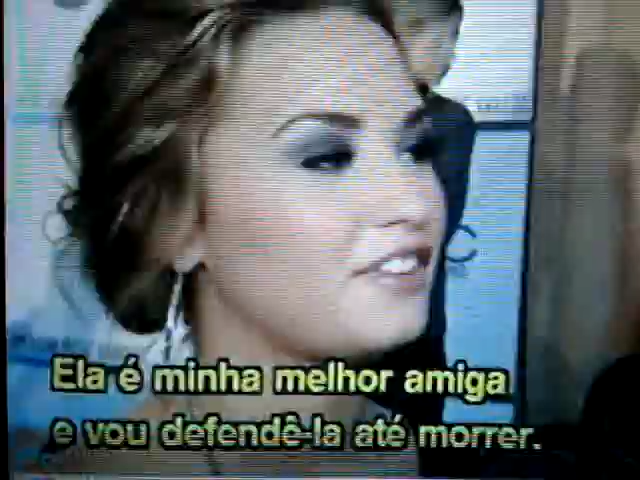 Ela é minha melhor amiga
e vou defendê-la até morrer.